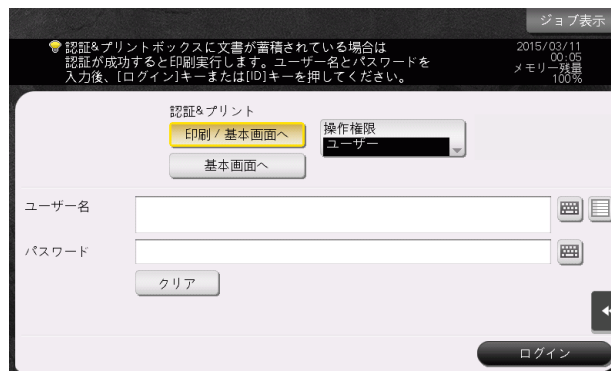 ジョブ表示
認証&プリントボックスに文書が蓄積されている場合は
認証が成功すると印刷実行します。ユーザー名とパスワードを
入力後、[ログイン]キーまたは[ID]キーを押してください。
2015/03/11
00:05
メモリー残量
100%
認証&プリント
印刷 / 基本画面へ
操作権限
ユーザー
基本画面へ
ユーザー名
パスワード
クリア
ログイン